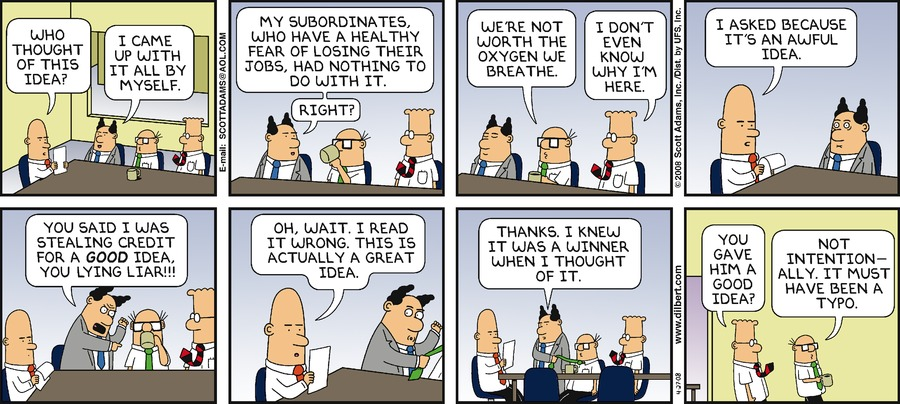 WHO
THOUGHT
OF THIS
IDEA?
I CAME
UP WITH
IT ALL BY
MYSELF.
E-mail: SCOTTADAMS@AOL.COM
MY SUBORDINATES,
WHO HAVE A HEALTHY
FEAR OF LOSING THEIR
JOBS, HAD NOTHING TO
DO WITH IT.
RIGHT?
WE'RE NOT
WORTH THE
OXYGEN WE
BREATHE.
I DON'T
EVEN
KNOW
WHY I'M
HERE.
© 2008 Scott Adams, Inc. /Dist. by UFS, Inc.
I ASKED BECAUSE
IT'S AN AWFUL
IDEA.
YOU SAID I WAS
STEALING CREDIT
FOR A GOOD IDEA,
YOU LYING LIAR!!!
OH, WAIT. I READ
IT WRONG. THIS IS
ACTUALLY A GREAT
IDEA.
THANKS. I KNEW
IT WAS A WINNER
WHEN I THOUGHT
OF IT.
www.dilbert.com
4-27-08
YOU
GAVE
HIM A
GOOD
IDEA?
NOT
INTENTION-
ALLY. IT MUST
HAVE BEEN A
TYPO.